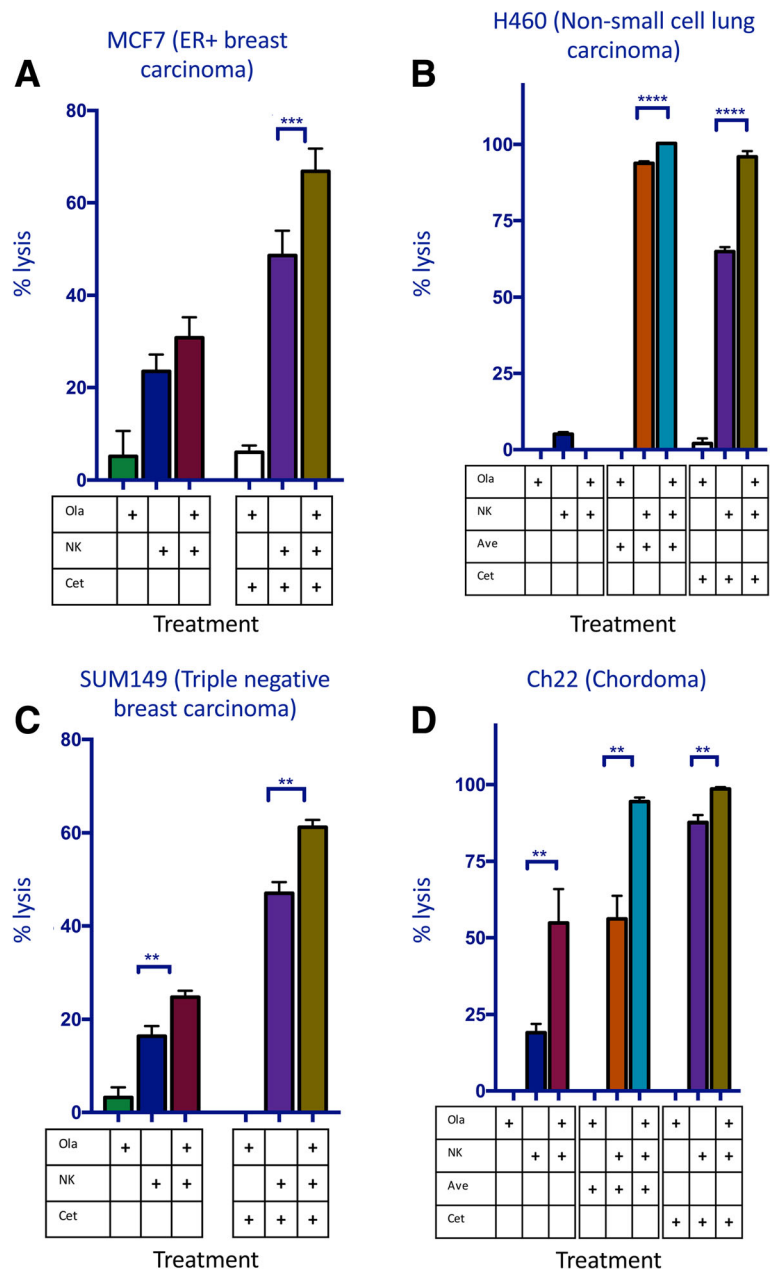 A
MCF7 (ER+ breast
carcinoma)
% lysis
80
60
40
20
0
***
Ola + + + +
NK + + + +
Cet + + +
Treatment
B
H460 (Non-small cell lung
carcinoma)
% lysis
100
75
50
25
0
****
****
Ola + + + + + +
NK + + + + + +
Ave + + +
Cet + + +
Treatment
C
SUM149 (Triple negative
breast carcinoma)
% lysis
80
60
40
20
0
**
**
Ola + + + +
NK + + + +
Cet + + +
Treatment
D
Ch22 (Chordoma)
% lysis
100
75
50
25
0
**
**
**
Ola + + + + + +
NK + + + + + +
Ave + + +
Cet + + +
Treatment